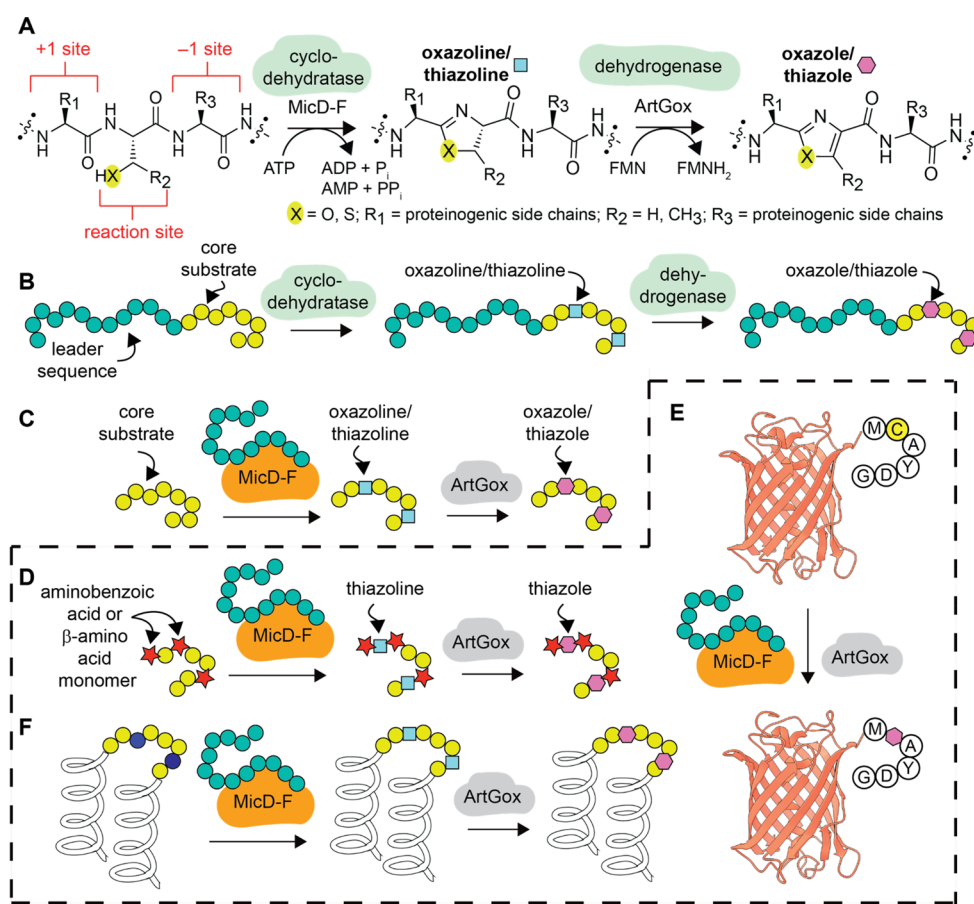 A
+1 site
−1 site
cyclo-
dehydratase
MicD-F
ATP
ADP + Pi
AMP + PPi
oxazoline/
thiazoline
dehydrogenase
ArtGox
FMN
FMNH2
oxazole/
thiazole
R1
O
H
N
O
R3
H
N
N
H
O
N
H
HX
R2
reaction site
R1
N
O
R3
H
N
N
H
O
X
N
H
R2
R1
N
O
R3
H
N
N
H
O
X
N
H
R2
X = O, S; R1 = proteinogenic side chains; R2 = H, CH3; R3 = proteinogenic side chains
B
core
substrate
leader
sequence
cyclo-
dehydratase
oxazoline/thiazoline
dehy-
drogenase
oxazole/thiazole
C
core
substrate
MicD-F
oxazoline/
thiazoline
ArtGox
oxazole/
thiazole
D
aminobenzoic
acid or
β-amino
acid
monomer
MicD-F
thiazoline
ArtGox
thiazole
E
M C A Y D G
MicD-F
ArtGox
M A Y D G
F
MicD-F
ArtGox